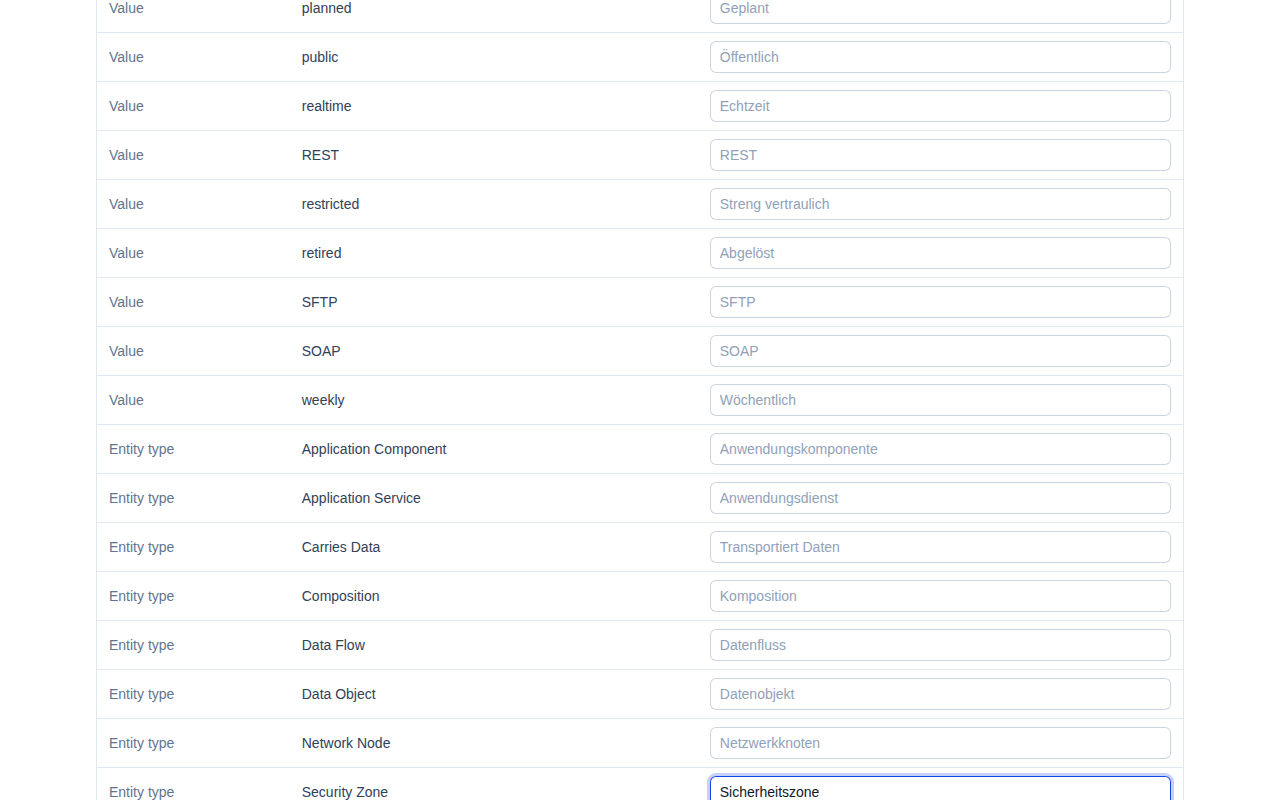 Value planned Geplant
Value public Öffentlich
Value realtime Echtzeit
Value REST REST
Value restricted Streng vertraulich
Value retired Abgelöst
Value SFTP SFTP
Value SOAP SOAP
Value weekly Wöchentlich
Entity type Application Component Anwendungskomponente
Entity type Application Service Anwendungsdienst
Entity type Carries Data Transportiert Daten
Entity type Composition Komposition
Entity type Data Flow Datenfluss
Entity type Data Object Datenobjekt
Entity type Network Node Netzwerkknoten
Entity type Security Zone Sicherheitszone